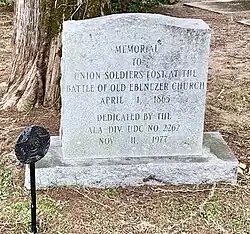 MEMORIAL
TO
UNION SOLDIERS LOST AT THE
BATTLE OF OLD EBENEZER CHURCH
APRIL 1, 1865
DEDICATED BY THE
ALA DIV UDC NO 2267
NOV 11, 1977